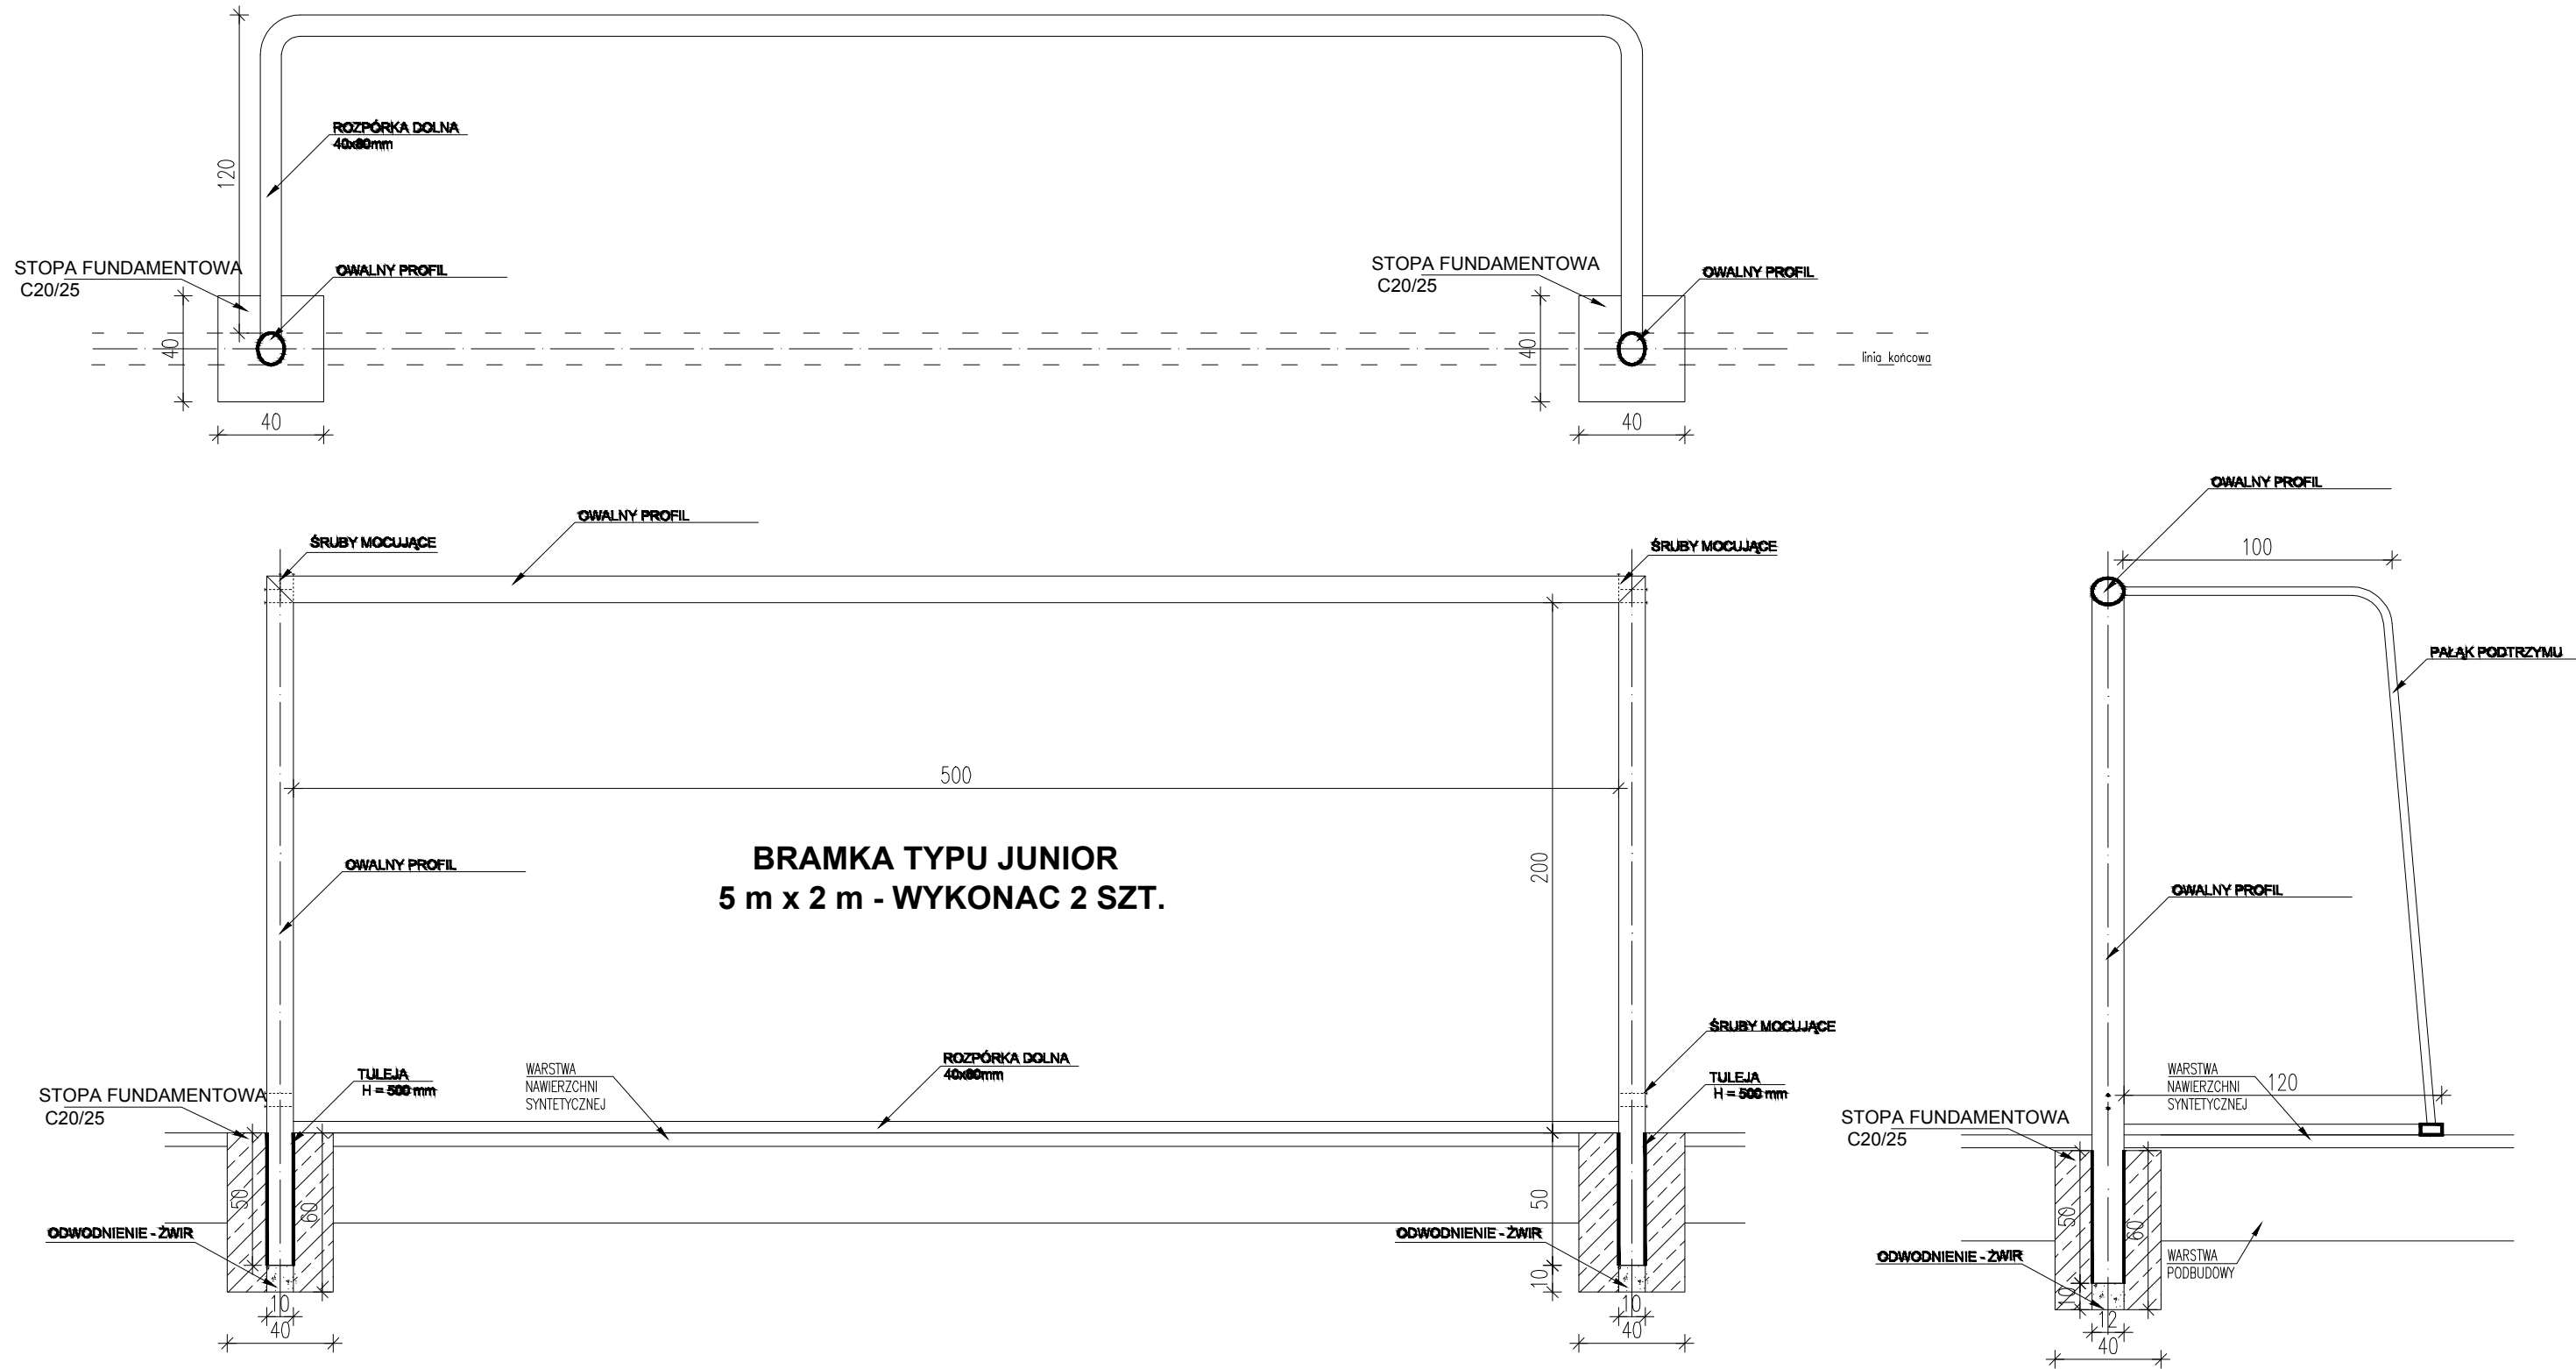 120
ROZPÓRKA DOLNA
40x80mm
STOPA FUNDAMENTOWA
C20/25
OWALNY PROFIL
40
40
STOPA FUNDAMENTOWA
C20/25
OWALNY PROFIL
40
40
linia końcowa
OWALNY PROFIL
ŚRUBY MOCUJĄCE
ŚRUBY MOCUJĄCE
500
200
BRAMKA TYPU JUNIOR
5 m x 2 m - WYKONAC 2 SZT.
OWALNY PROFIL
ŚRUBY MOCUJĄCE
STOPA FUNDAMENTOWA
C20/25
TULEJA
H = 500 mm
WARSTWA
NAWIERZCHNI
SYNTETYCZNEJ
ROZPÓRKA DOLNA
40x80mm
TULEJA
H = 500 mm
50
60
50
10
ODWODNIENIE - ŻWIR
ODWODNIENIE - ŻWIR
10
40
10
40
OWALNY PROFIL
100
PAŁĄK PODTRZYMU
OWALNY PROFIL
WARSTWA
NAWIERZCHNI
SYNTETYCZNEJ
120
STOPA FUNDAMENTOWA
C20/25
50
60
10
ODWODNIENIE - ŻWIR
WARSTWA
PODBUDOWY
12
40